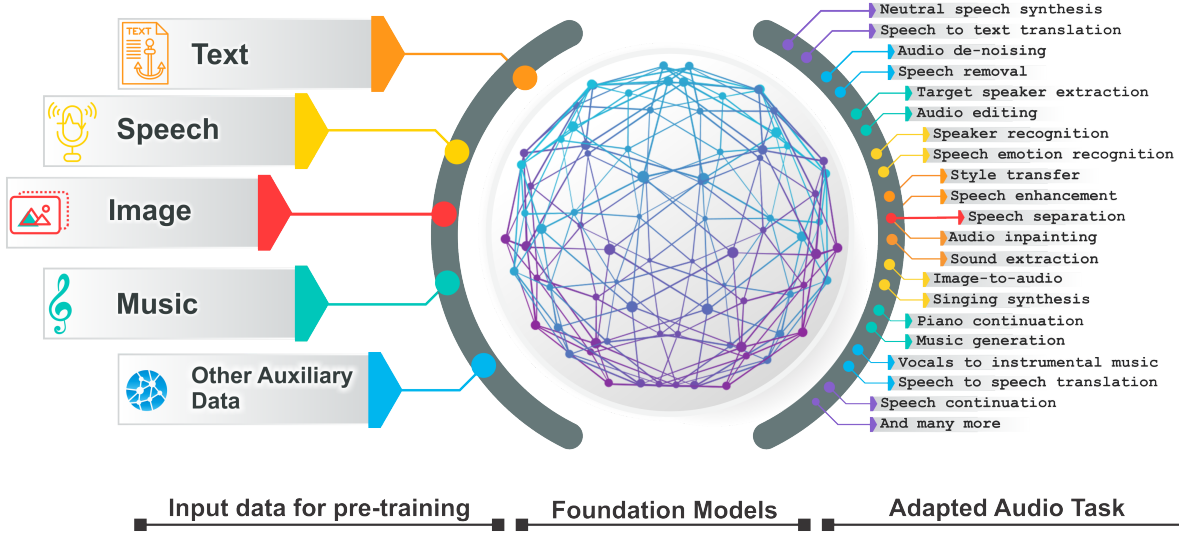 TEXT
Text
Speech
Image
Music
Other Auxiliary
Data
Neutral speech synthesis
Speech to text translation
Audio de-noising
Speech removal
Target speaker extraction
Audio editing
Speaker recognition
Speech emotion recognition
Style transfer
Speech enhancement
Speech separation
Audio inpainting
Sound extraction
Image-to-audio
Singing synthesis
Piano continuation
Music generation
Vocals to instrumental music
Speech to speech translation
Speech continuation
And many more
Input data for pre-training
Foundation Models
Adapted Audio Task